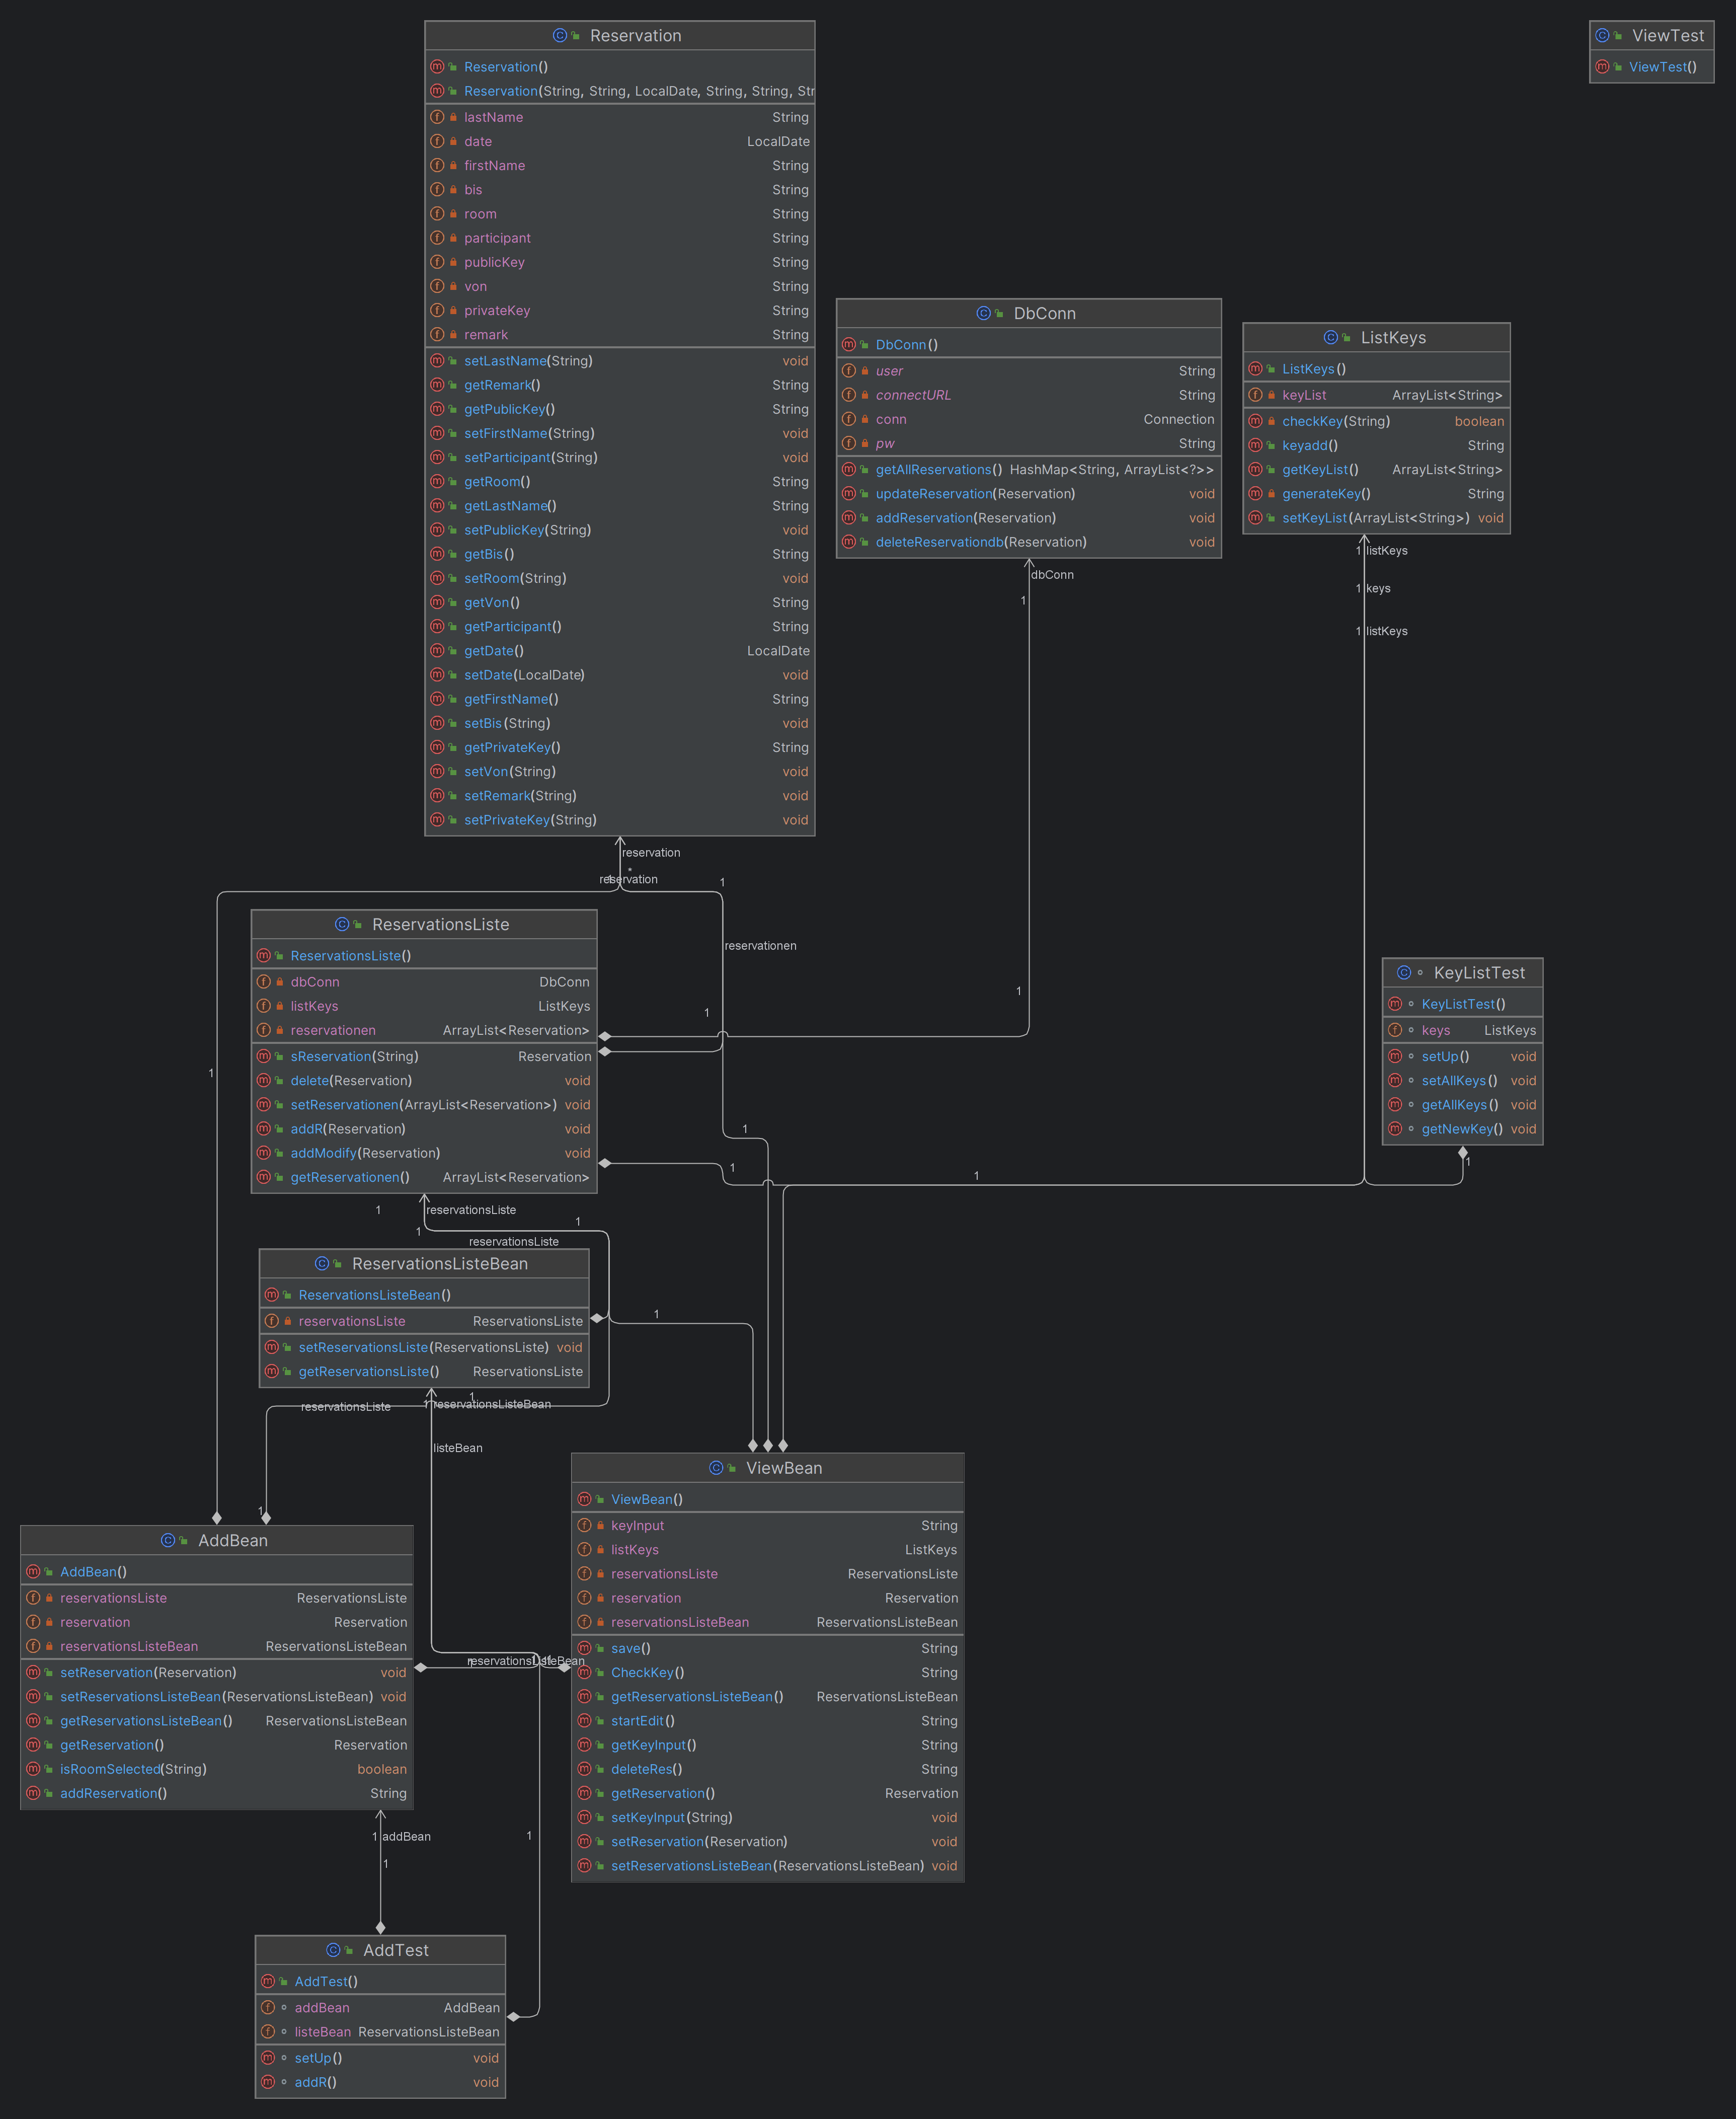 Reservation
Reservation()
Reservation(String, String, LocalDate, String, String, Str
lastName String
date LocalDate
firstName String
bis String
room String
participant String
publicKey String
von String
privateKey String
remark String
setLastName(String) void
getRemark() String
getPublicKey() String
setFirstName(String) void
setParticipant(String) void
getRoom() String
getLastName() String
setPublicKey(String) void
getBis() String
setRoom(String) void
getVon() String
getParticipant() String
getDate() LocalDate
setDate(LocalDate) void
getFirstName() String
setBis(String) void
getPrivateKey() String
setVon(String) void
setRemark(String) void
setPrivateKey(String) void
ViewTest
ViewTest()
DbConn
DbConn()
user String
connectURL String
conn Connection
pw String
getAllReservations() HashMap<String, ArrayList<?>>
updateReservation(Reservation) void
addReservation(Reservation) void
deleteReservationdb(Reservation) void
ListKeys
ListKeys()
keyList ArrayList<String>
checkKey(String) boolean
keyadd() String
getKeyList() ArrayList<String>
generateKey() String
setKeyList(ArrayList<String>) void
1 listKeys
1 keys
1 listKeys
dbConn
1
reservation
*
reservation
1
1
reservationen
1
1
1
1
1
1
ReservationsListe
ReservationsListe()
dbConn DbConn
listKeys ListKeys
reservationen ArrayList<Reservation>
sReservation(String) Reservation
delete(Reservation) void
setReservationen(ArrayList<Reservation>) void
addR(Reservation) void
addModify(Reservation) void
getReservationen() ArrayList<Reservation>
KeyListTest
KeyListTest()
keys ListKeys
setUp() void
setAllKeys() void
getAllKeys() void
getNewKey() void
1
1 reservationsListe
1 1
reservationsListe
ReservationsListeBean
ReservationsListeBean()
reservationsListe ReservationsListe
setReservationsListe(ReservationsListe) void
getReservationsListe() ReservationsListe
1
1
reservationsListe 1 reservationsListeBean
listeBean
1
AddBean
AddBean()
reservationsListe ReservationsListe
reservation Reservation
reservationsListeBean ReservationsListeBean
setReservation(Reservation) void
setReservationsListeBean(ReservationsListeBean) void
getReservationsListeBean() ReservationsListeBean
getReservation() Reservation
isRoomSelected(String) boolean
addReservation() String
reservationsListeBean
ViewBean
ViewBean()
keyInput String
listKeys ListKeys
reservationsListe ReservationsListe
reservation Reservation
reservationsListeBean ReservationsListeBean
save() String
CheckKey() String
getReservationsListeBean() ReservationsListeBean
startEdit() String
getKeyInput() String
deleteRes() String
getReservation() Reservation
setKeyInput(String) void
setReservation(Reservation) void
setReservationsListeBean(ReservationsListeBean) void
1 addBean
1
1
AddTest
AddTest()
addBean AddBean
listeBean ReservationsListeBean
setUp() void
addR() void